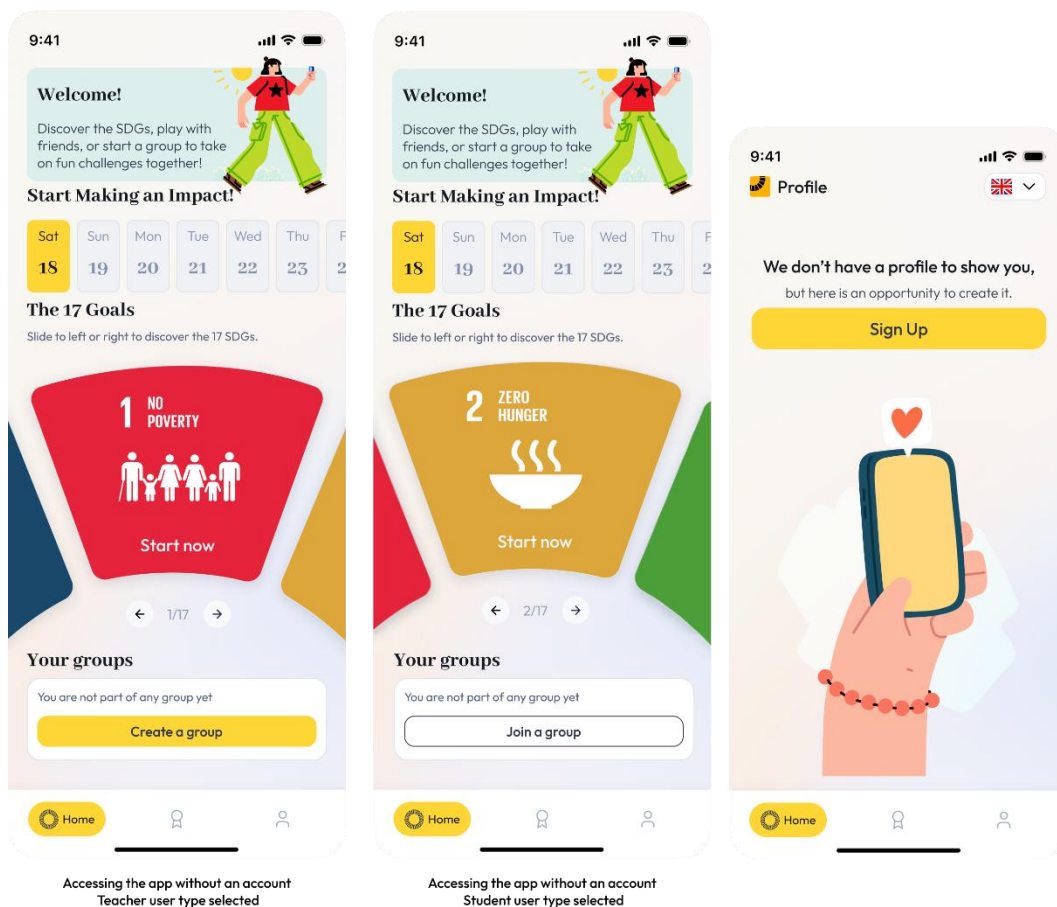 9:41
Welcome!
Discover the SDGs, play with
friends, or start a group to take
on fun challenges together!
Start Making an Impact!
Sat Sun Mon Tue Wed Thu F
18 19 20 21 22 23 2
The 17 Goals
Slide to left or right to discover the 17 SDGs.
1 NO
POVERTY
Start now
1/17
Your groups
You are not part of any group yet
Create a group
Home
Accessing the app without an account
Teacher user type selected
9:41
Welcome!
Discover the SDGs, play with
friends, or start a group to take
on fun challenges together!
Start Making an Impact!
Sat Sun Mon Tue Wed Thu F
18 19 20 21 22 23 2
The 17 Goals
Slide to left or right to discover the 17 SDGs.
2 ZERO
HUNGER
Start now
2/17
Your groups
You are not part of any group yet
Join a group
Home
Accessing the app without an account
Student user type selected
9:41
Profile
We don't have a profile to show you,
but here is an opportunity to create it.
Sign Up
Home